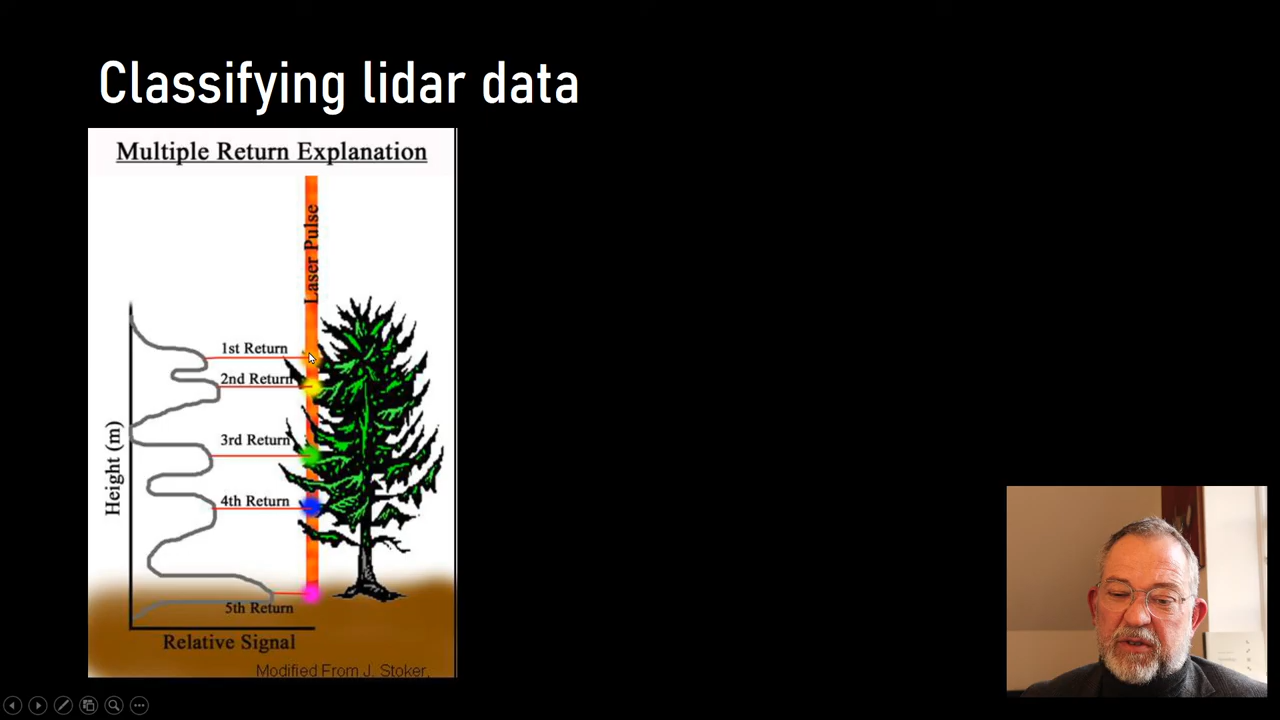 Classifying lidar data
Multiple Return Explanation
Laser Pulse
1st Return
2nd Return
3rd Return
4th Return
5th Return
Height (m)
Relative Signal
Modified From J. Stoker,